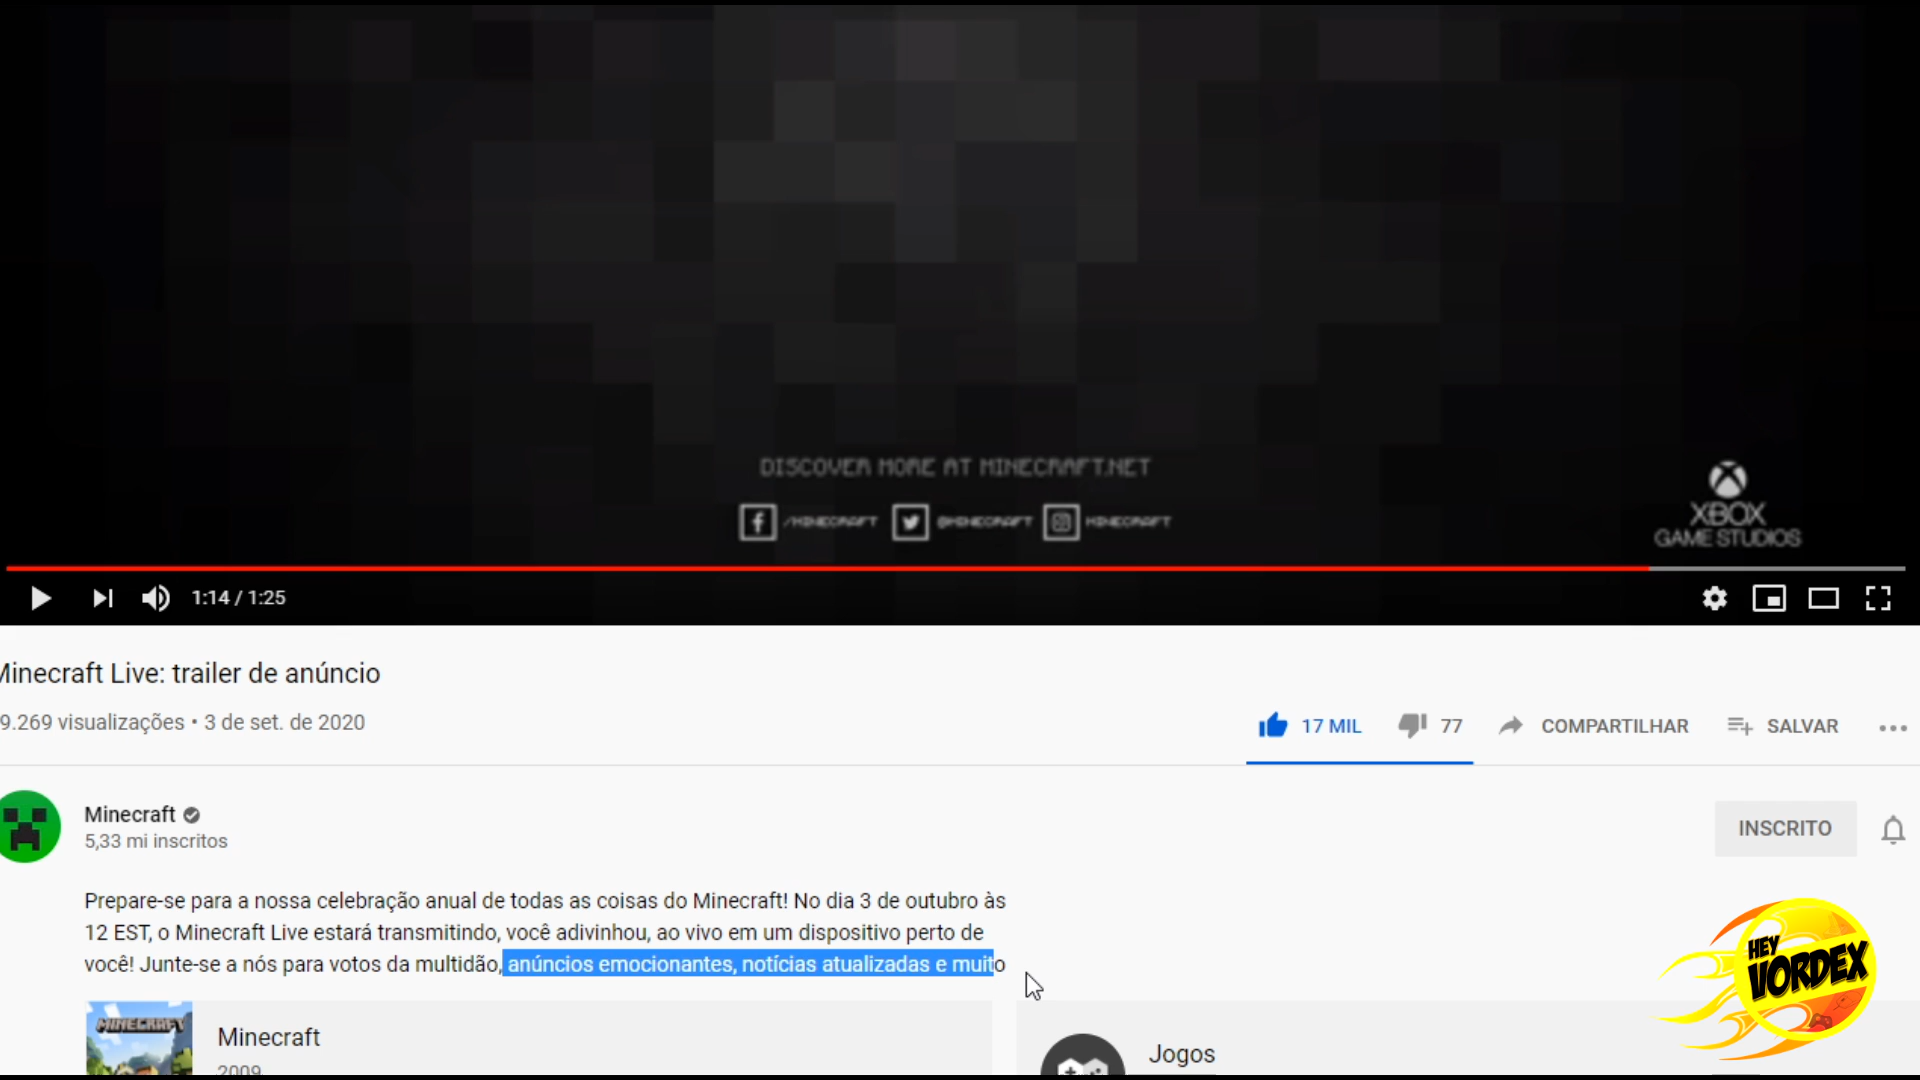 DISCOVER MORE AT MINECRAFT.NET
/MINECRAFT @MINECRAFT MINECRAFT
XBOX
GAME STUDIOS
1:14 / 1:25
Minecraft Live: trailer de anúncio
9.269 visualizações • 3 de set. de 2020
17 MIL 77 COMPARTILHAR SALVAR
Minecraft
5,33 mi inscritos
INSCRITO
Prepare-se para a nossa celebração anual de todas as coisas do Minecraft! No dia 3 de outubro às
12 EST, o Minecraft Live estará transmitindo, você adivinhou, ao vivo em um dispositivo perto de
você! Junte-se a nós para votos da multidão, anúncios emocionantes, notícias atualizadas e muito
HEY
VORDEX
MINECRAFT
Minecraft
2009
Jogos